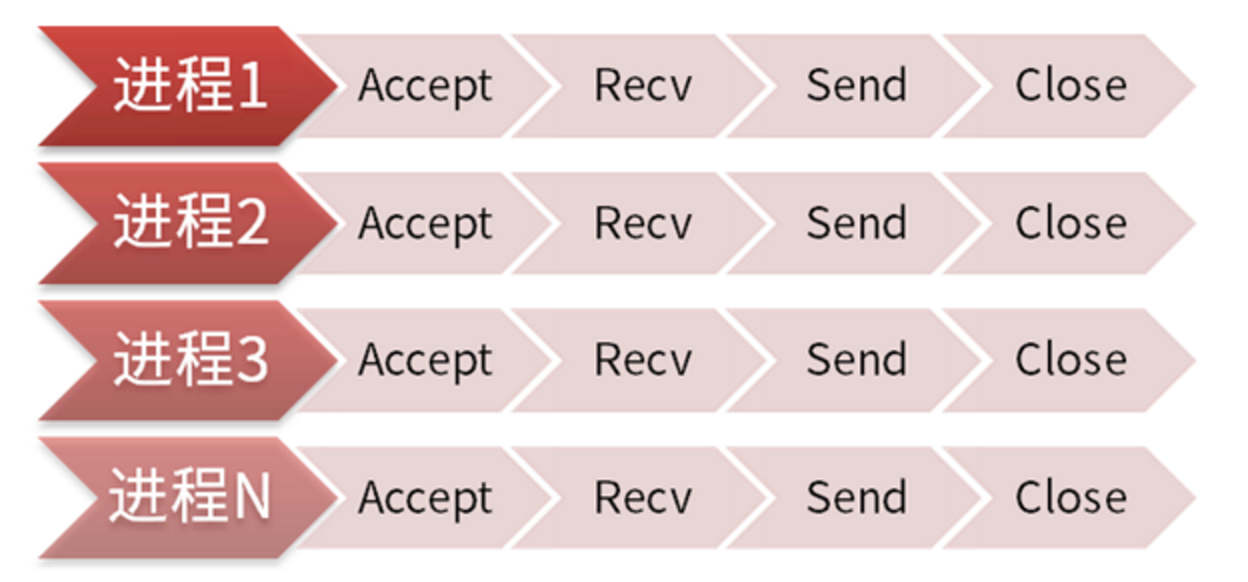 进程1 Accept Recv Send Close
进程2 Accept Recv Send Close
进程3 Accept Recv Send Close
进程N Accept Recv Send Close